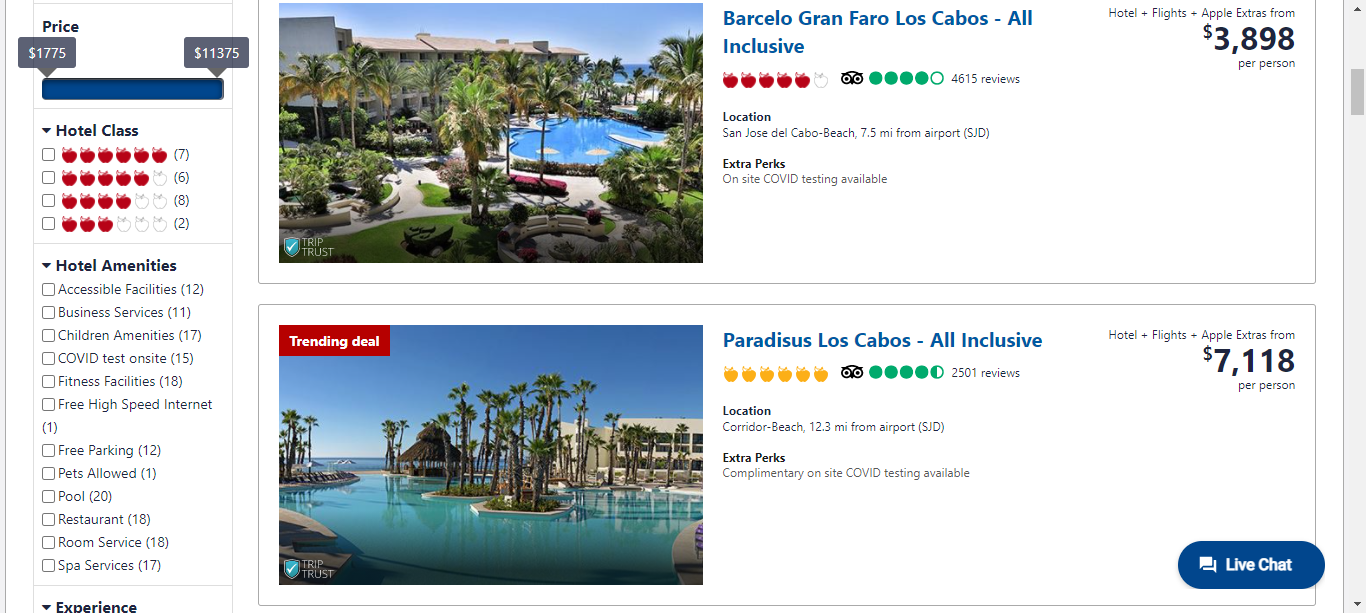 Price
$1775
$11375
Hotel Class
(7)
(6)
(8)
(2)
Hotel Amenities
Accessible Facilities (12)
Business Services (11)
Children Amenities (17)
COVID test onsite (15)
Fitness Facilities (18)
Free High Speed Internet
(1)
Free Parking (12)
Pets Allowed (1)
Pool (20)
Restaurant (18)
Room Service (18)
Spa Services (17)
Experience
TRIP
TRUST
Barcelo Gran Faro Los Cabos - All
Inclusive
4615 reviews
Location
San Jose del Cabo-Beach, 7.5 mi from airport (SJD)
Extra Perks
On site COVID testing available
Hotel + Flights + Apple Extras from
$3,898
per person
Trending deal
TRIP
TRUST
Paradisus Los Cabos - All Inclusive
2501 reviews
Location
Corridor-Beach, 12.3 mi from airport (SJD)
Extra Perks
Complimentary on site COVID testing available
Hotel + Flights + Apple Extras from
$7,118
per person
Live Chat